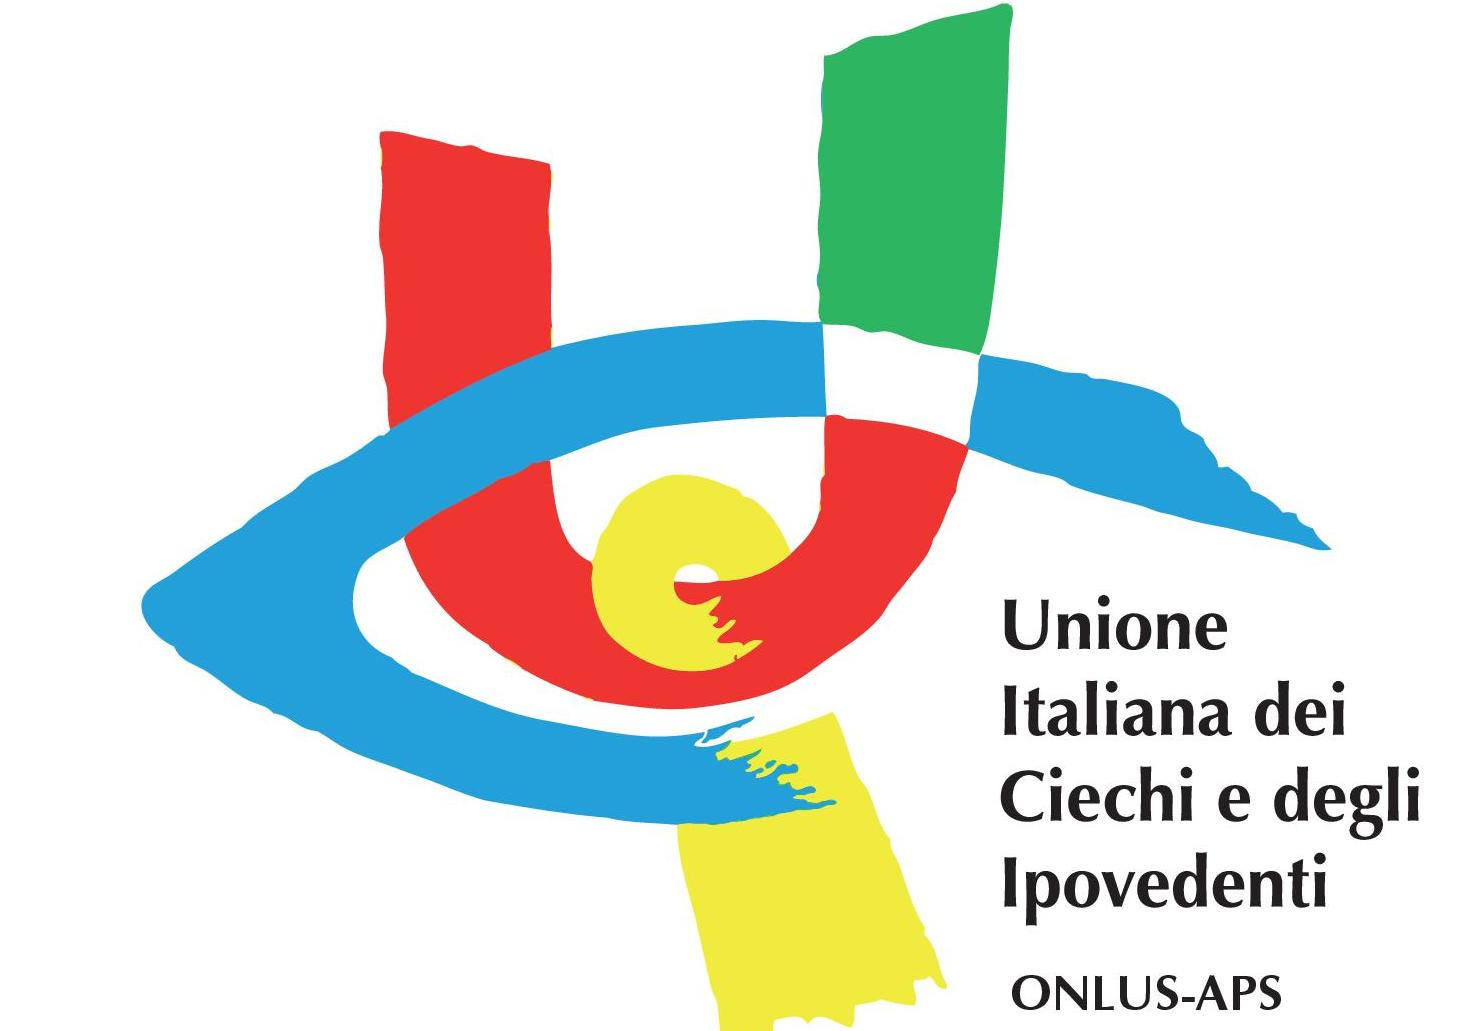 Unione
Italiana dei
Ciechi e degli
Ipovedenti
ONLUS-APS